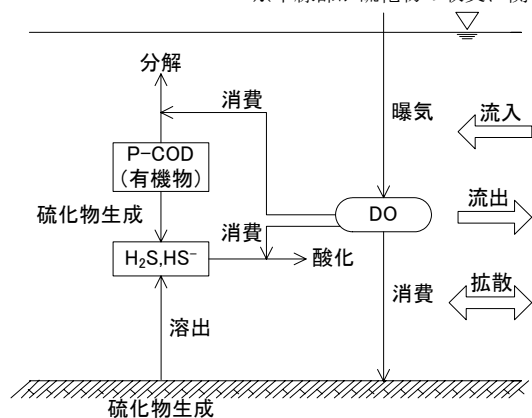 分解
消費
曝気
流入
P-COD
(有機物)
硫化物生成
DO
流出
消費
H₂S,HS⁻
酸化
消費
拡散
溶出
硫化物生成